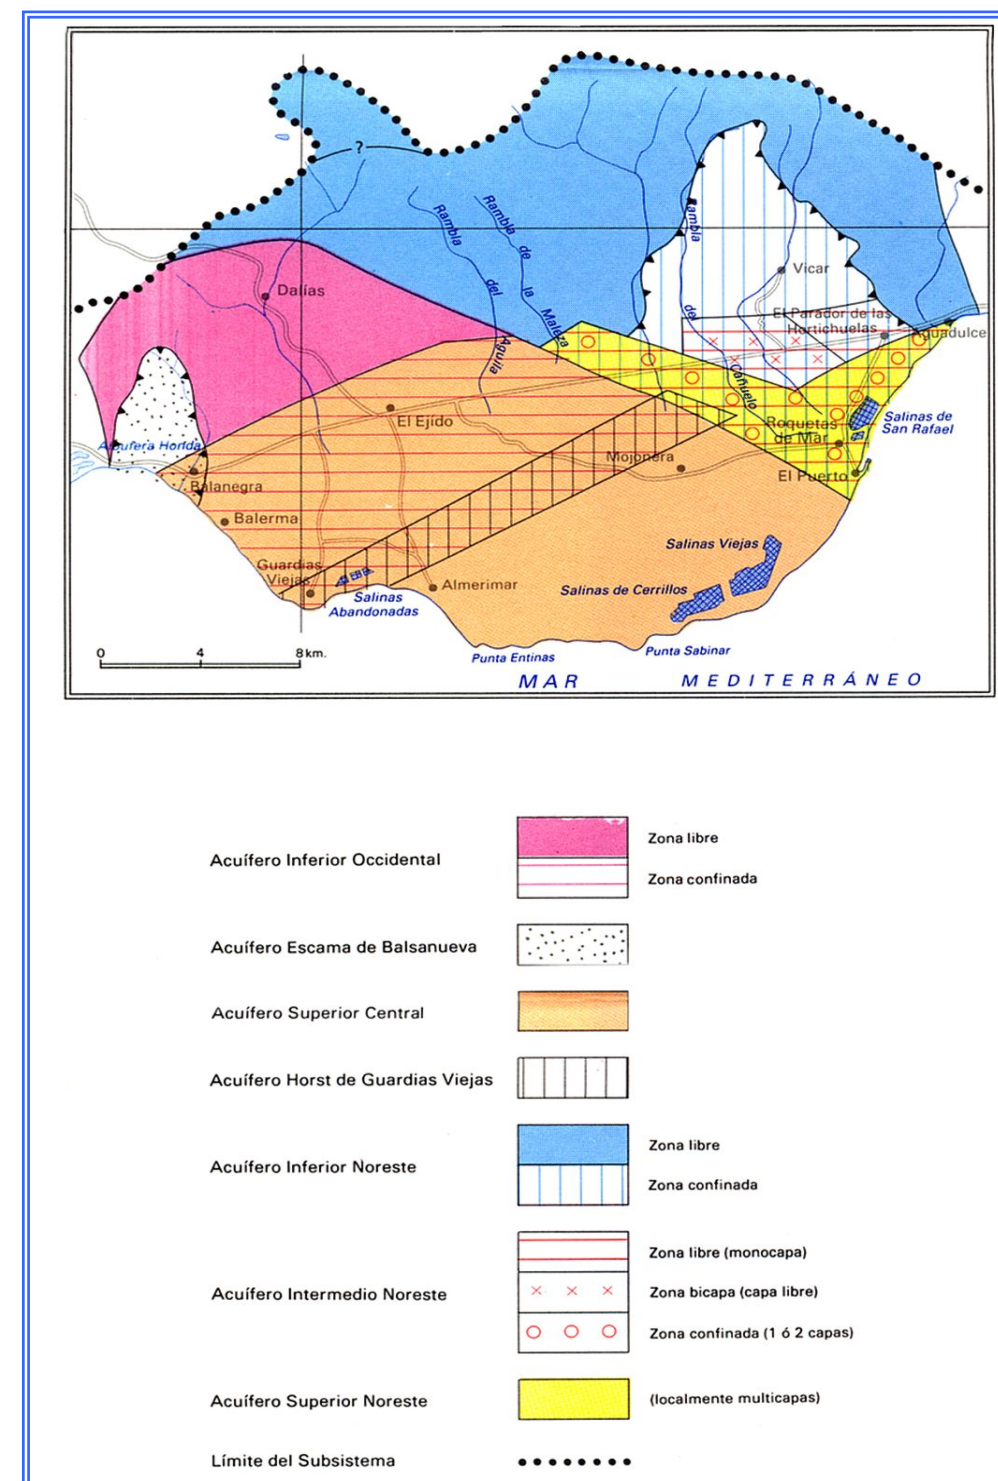 ?
Rambla
del
Aguila
Rambla de la Maleza
Rambla
del
Cañuelo
Vicar
Dalías
El Parador de las
Hortichuelas
Aguadulce
El Ejido
Salinas de
San Rafael
Roquetas
de Mar
Mojonera
El Puerto
Balanegra
Balerma
Guardias
Viejas
Salinas
Abandonadas
Almerimar
Salinas Viejas
Salinas de Cerrillos
Punta Entinas
Punta Sabinar
0 4 8 km.
MAR MEDITERRÁNEO
Acuífero Inferior Occidental
Zona libre
Zona confinada
Acuífero Escama de Balsanueva
Acuífero Superior Central
Acuífero Horst de Guardias Viejas
Acuífero Inferior Noreste
Zona libre
Zona confinada
Acuífero Intermedio Noreste
Zona libre (monocapa)
Zona bicapa (capa libre)
Zona confinada (1 ó 2 capas)
Acuífero Superior Noreste
(localmente multicapas)
Límite del Subsistema